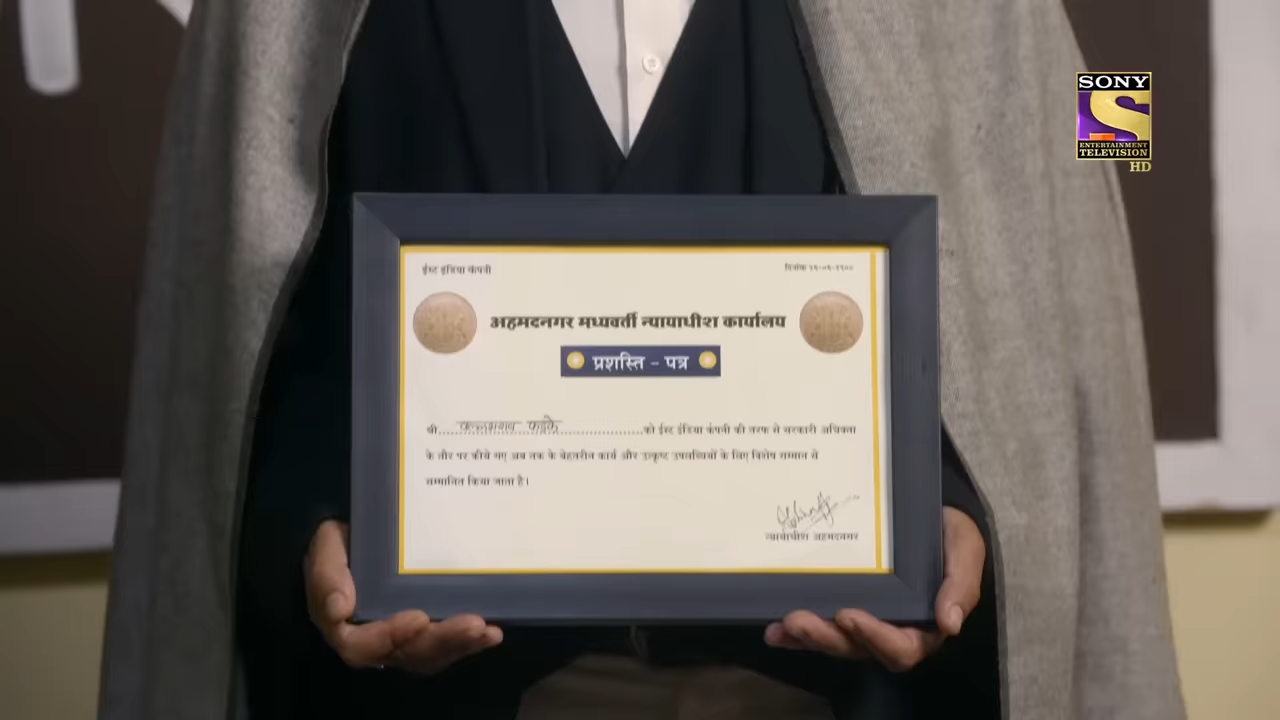 SONY
ENTERTAINMENT
TELEVISION
HD
ईस्ट इंडिया कंपनी
दिनांक
अहमदनगर मध्यवर्ती न्यायाधीश कार्यालय
प्रशस्ति - पत्र
श्री.......... फड़के ..........को ईस्ट इंडिया कंपनी की तरफ से सरकारी अधिवक्ता
के तौर पर कीये गए अब तक के बेहतरीन कार्य और उत्कृष्ट उपलब्धियों के लिए विशेष सम्मान से
सम्मानित किया जाता है।
न्यायाधीश अहमदनगर